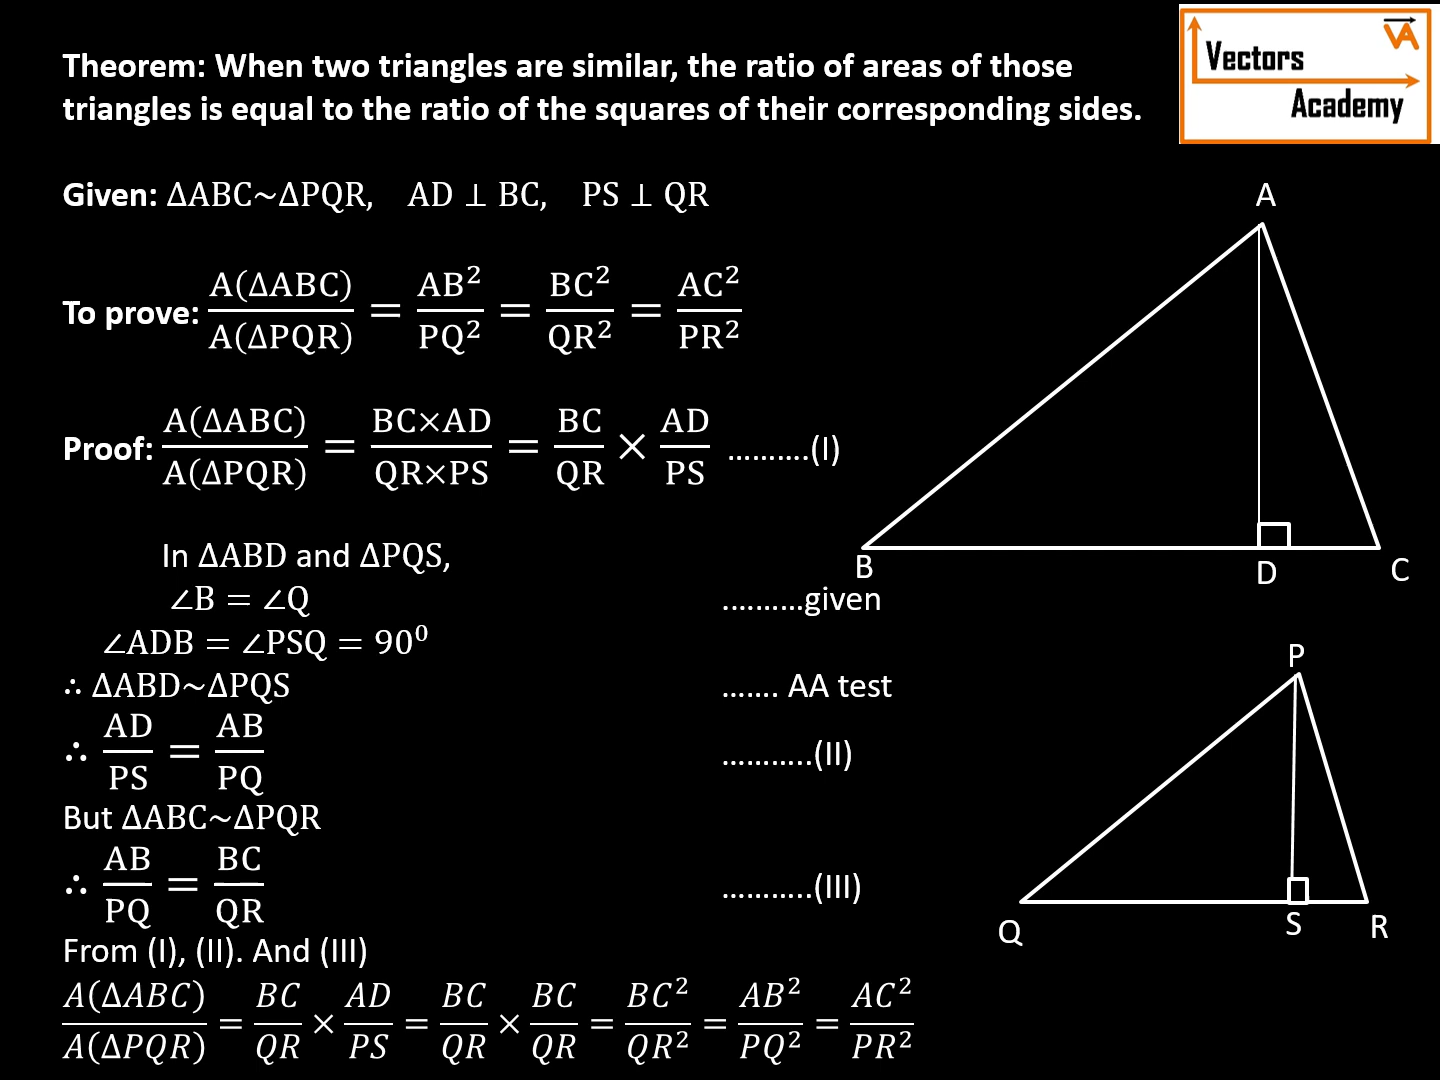 Theorem: When two triangles are similar, the ratio of areas of those
triangles is equal to the ratio of the squares of their corresponding sides.
VA
Vectors
Academy
Given: ΔABC~ΔPQR, AD ⊥ BC, PS ⊥ QR
To prove: A(ΔABC)/A(ΔPQR) = AB²/PQ² = BC²/QR² = AC²/PR²
Proof: A(ΔABC)/A(ΔPQR) = BC×AD/QR×PS = BC/QR × AD/PS ……….(I)
In ΔABD and ΔPQS,
∠B = ∠Q ……….given
∠ADB = ∠PSQ = 90⁰
∴ ΔABD~ΔPQS ……. AA test
∴ AD/PS = AB/PQ ………..(II)
But ΔABC~ΔPQR
∴ AB/PQ = BC/QR ………..(III)
From (I), (II). And (III)
A(ΔABC)/A(ΔPQR) = BC/QR × AD/PS = BC/QR × BC/QR = BC²/QR² = AB²/PQ² = AC²/PR²
A
B
D
C
P
Q
S
R